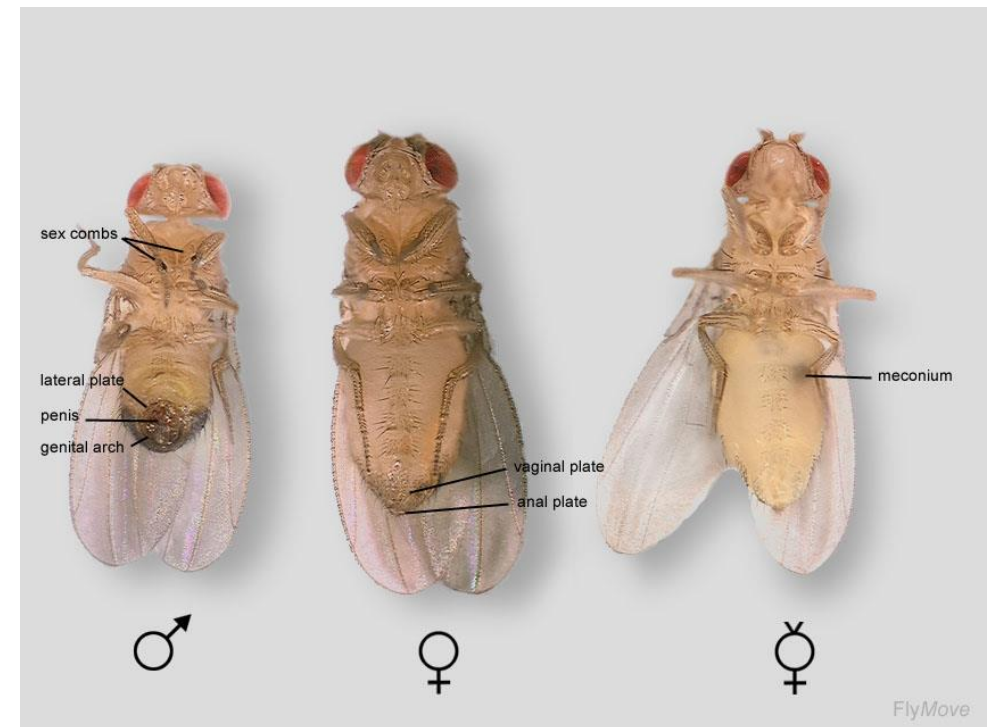 sex combs
lateral plate
penis
genital arch
vaginal plate
anal plate
meconium
FlyMove